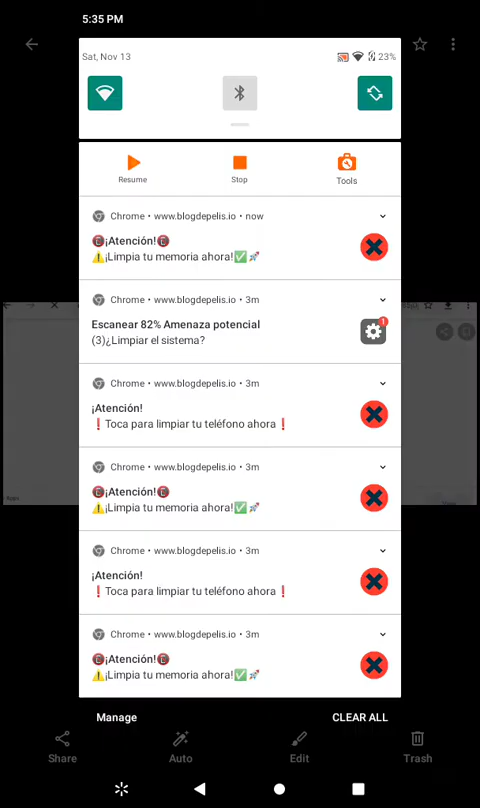 5:35 PM
Sat, Nov 13
23%
Resume
Stop
Tools
Chrome • www.blogdepelis.io • now
📵¡Atención!📵
⚠️¡Limpia tu memoria ahora!✅🚀
Chrome • www.blogdepelis.io • 3m
Escanear 82% Amenaza potencial
1
(3)¿Limpiar el sistema?
Chrome • www.blogdepelis.io • 3m
¡Atención!
❗Toca para limpiar tu teléfono ahora❗
Chrome • www.blogdepelis.io • 3m
📵¡Atención!📵
⚠️¡Limpia tu memoria ahora!✅🚀
Chrome • www.blogdepelis.io • 3m
¡Atención!
❗Toca para limpiar tu teléfono ahora❗
Chrome • www.blogdepelis.io • 3m
📵¡Atención!📵
⚠️¡Limpia tu memoria ahora!✅🚀
Apps
Manage
CLEAR ALL
Share
Auto
Edit
Trash